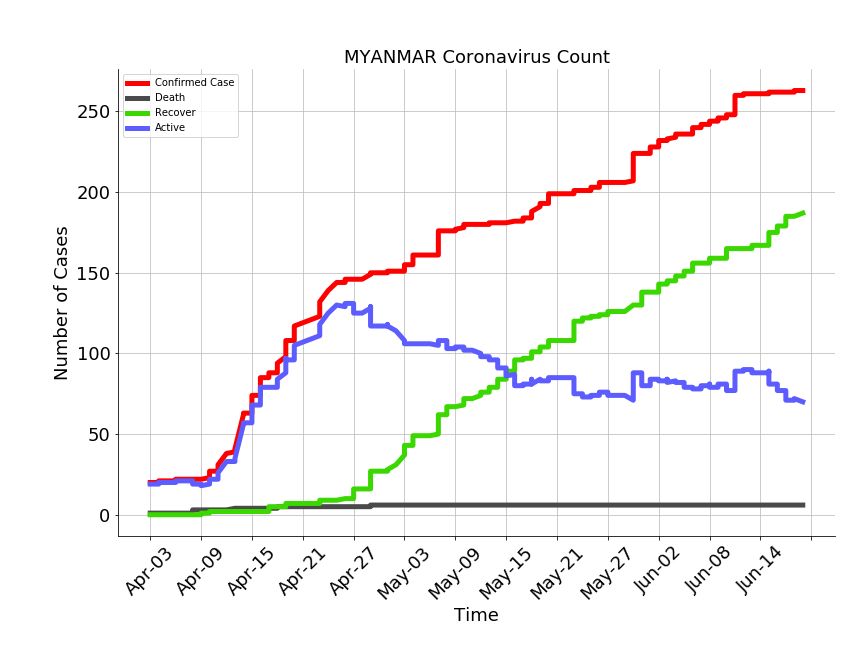 MYANMAR Coronavirus Count
Confirmed Case
Death
Recover
Active
Number of Cases
250
200
150
100
50
0
Apr-03
Apr-09
Apr-15
Apr-21
Apr-27
May-03
May-09
May-15
May-21
May-27
Jun-02
Jun-08
Jun-14
Time